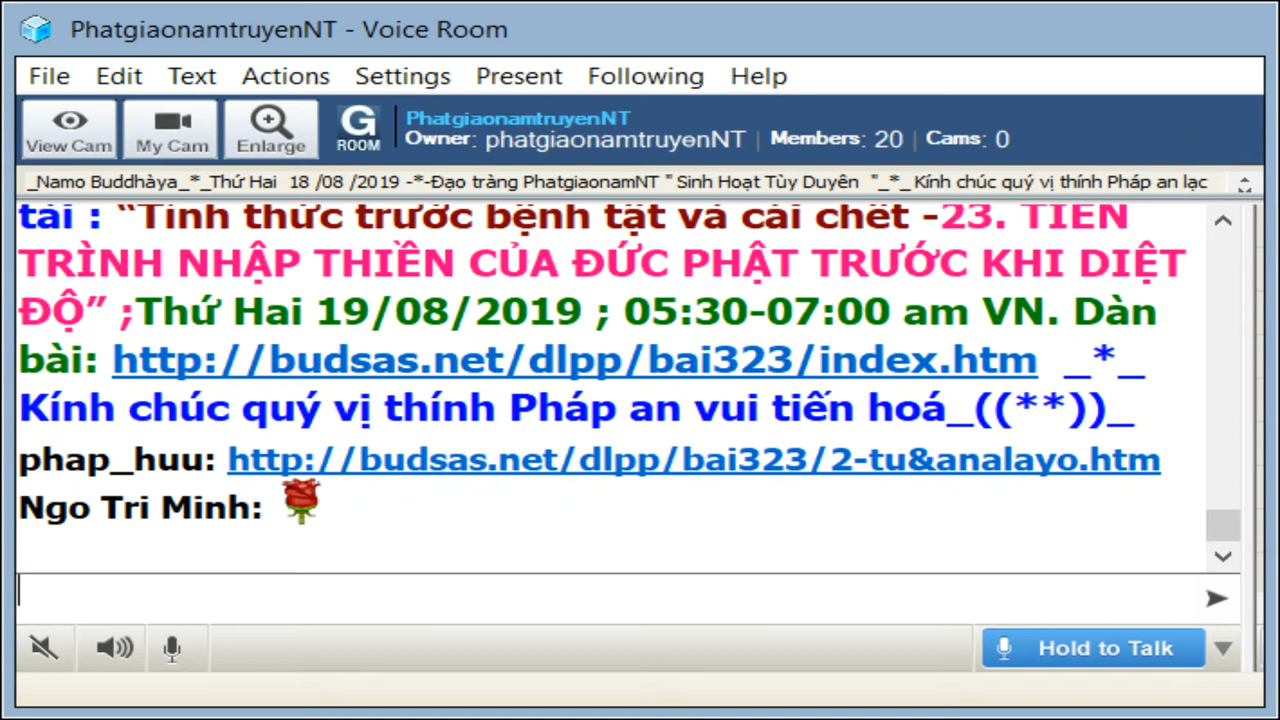 PhatgiaonamtruyenNT - Voice Room
File Edit Text Actions Settings Present Following Help
View Cam My Cam Enlarge G ROOM
PhatgiaonamtruyenNT
Owner: phatgiaonamtruyenNT | Members: 20 | Cams: 0
_Namo Buddhàya_*_Thứ Hai 18 /08 /2019 -*-Đạo tràng PhatgiaonamNT " Sinh Hoạt Tùy Duyên "_*_ Kính chúc quý vị thính Pháp an lạc
tài : “Tỉnh thức trước bệnh tật và cái chết -23. TIẾN
TRÌNH NHẬP THIỀN CỦA ĐỨC PHẬT TRƯỚC KHI DIỆT
ĐỘ” ;Thứ Hai 19/08/2019 ; 05:30-07:00 am VN. Dàn
bài: http://budsas.net/dlpp/bai323/index.htm _*_
Kính chúc quý vị thính Pháp an vui tiến hoá_((**))_
phap_huu: http://budsas.net/dlpp/bai323/2-tu&analayo.htm
Ngo Tri Minh:
Hold to Talk